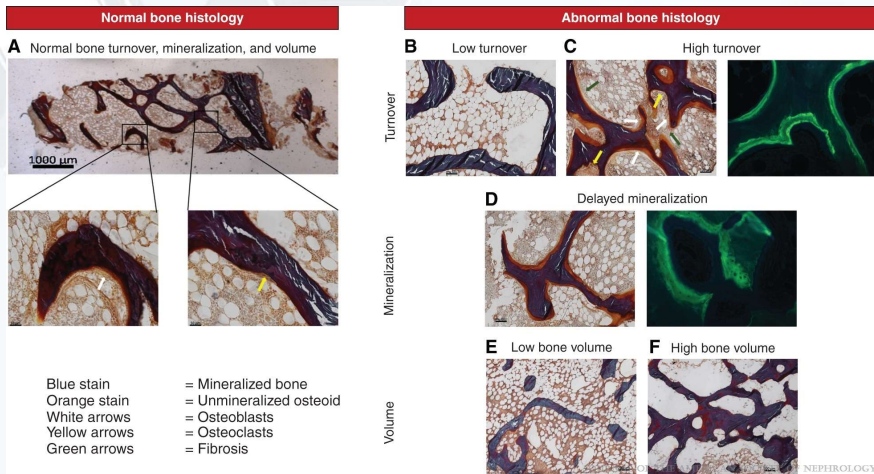 Normal bone histology
Abnormal bone histology
A Normal bone turnover, mineralization, and volume
1000 µm
B Low turnover
C High turnover
Turnover
D Delayed mineralization
Mineralization
E Low bone volume
F High bone volume
Volume
Blue stain = Mineralized bone
Orange stain = Unmineralized osteoid
White arrows = Osteoblasts
Yellow arrows = Osteoclasts
Green arrows = Fibrosis
NEPHROLOGY